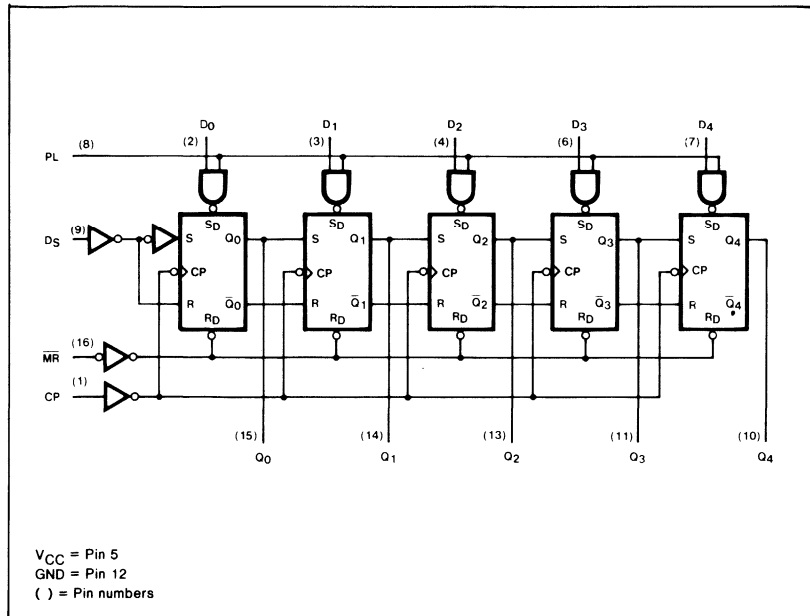 D0 D1 D2 D3 D4
(2) (3) (4) (6) (7)
PL (8)
SD SD SD SD SD
DS (9) S Q0 S Q1 S Q2 S Q3 S Q4
CP CP CP CP CP
R Q̅0 R Q̅1 R Q̅2 R Q̅3 R Q̅4
RD RD RD RD RD
M̅R̅ (16)
CP (1)
(15) (14) (13) (11) (10)
Q0 Q1 Q2 Q3 Q4
VCC = Pin 5
GND = Pin 12
( ) = Pin numbers